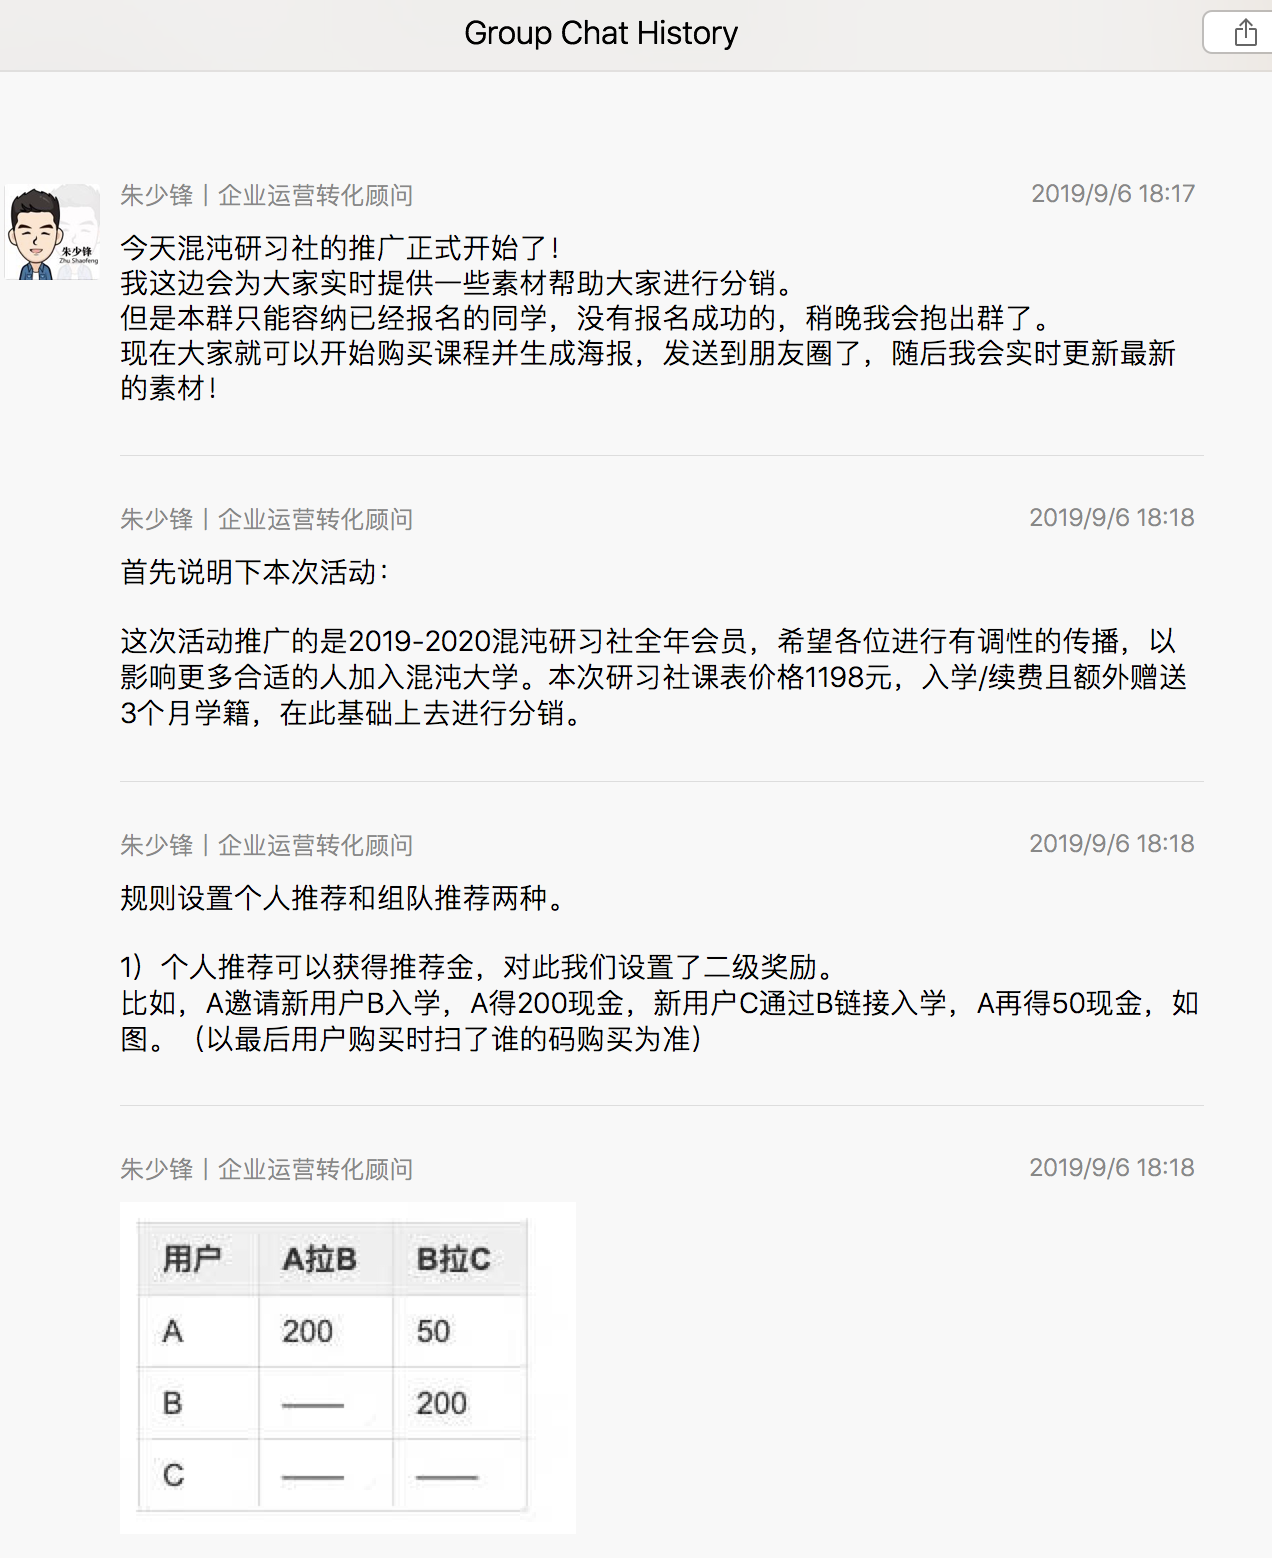 Group Chat History
朱少锋丨企业运营转化顾问
2019/9/6 18:17
朱少锋
Zhu Shaofeng
今天混沌研习社的推广正式开始了！
我这边会为大家实时提供一些素材帮助大家进行分销。
但是本群只能容纳已经报名的同学，没有报名成功的，稍晚我会抱出群了。
现在大家就可以开始购买课程并生成海报，发送到朋友圈了，随后我会实时更新最新
的素材！
朱少锋丨企业运营转化顾问
2019/9/6 18:18
首先说明下本次活动：
这次活动推广的是2019-2020混沌研习社全年会员，希望各位进行有调性的传播，以
影响更多合适的人加入混沌大学。本次研习社课表价格1198元，入学/续费且额外赠送
3个月学籍，在此基础上去进行分销。
朱少锋丨企业运营转化顾问
2019/9/6 18:18
规则设置个人推荐和组队推荐两种。
1）个人推荐可以获得推荐金，对此我们设置了二级奖励。
比如，A邀请新用户B入学，A得200现金，新用户C通过B链接入学，A再得50现金，如
图。（以最后用户购买时扫了谁的码购买为准）
朱少锋丨企业运营转化顾问
2019/9/6 18:18
用户 A拉B B拉C
A 200 50
B —— 200
C —— ——